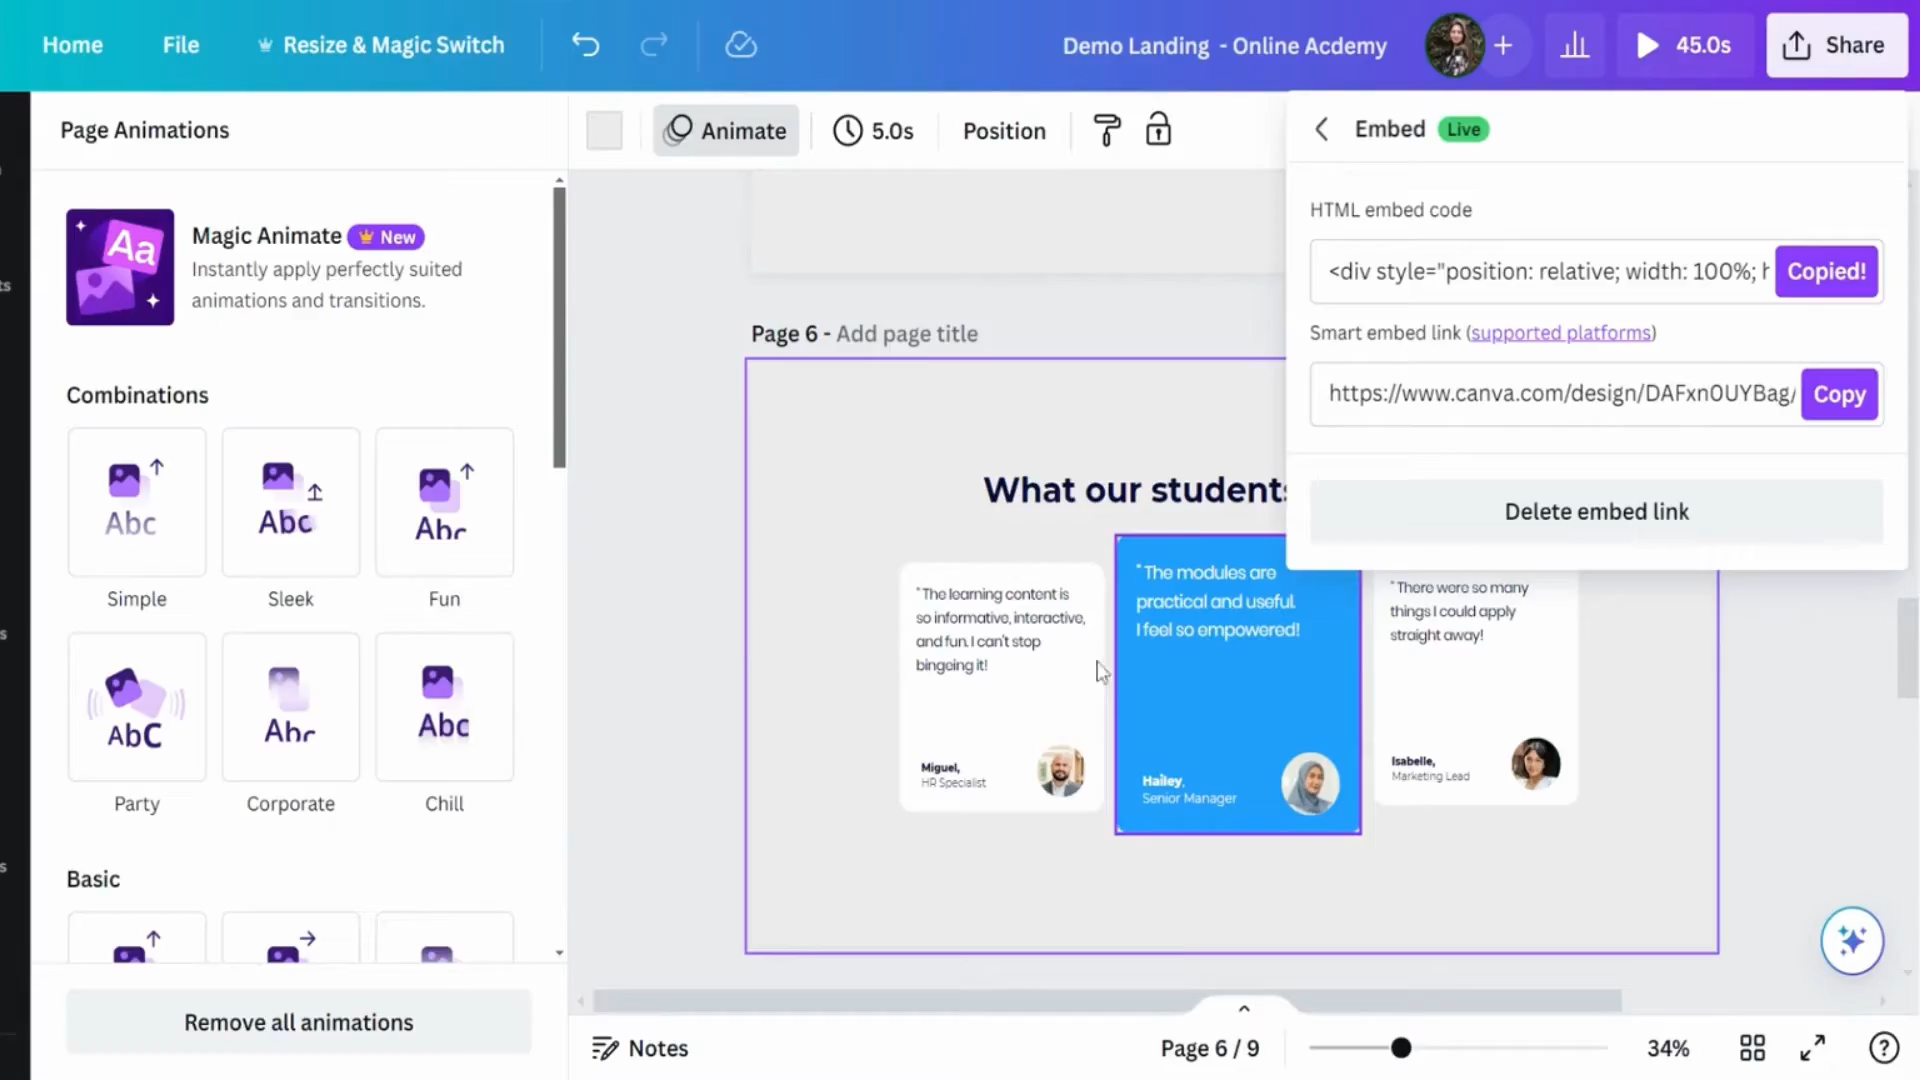 Home
File
Resize & Magic Switch
Demo Landing - Online Acdemy
45.0s
Share
Page Animations
Magic Animate
New
Instantly apply perfectly suited
animations and transitions.
Combinations
Abc
Simple
Abc
Sleek
Abc
Fun
AbC
Party
Abc
Corporate
Abc
Chill
Basic
Remove all animations
Animate
5.0s
Position
Page 6 - Add page title
What our students
"The learning content is
so informative, interactive,
and fun. I can't stop
bingeing it!
Miguel,
HR Specialist
"The modules are
practical and useful.
I feel so empowered!
Hailey,
Senior Manager
"There were so many
things I could apply
straight away!
Isabelle,
Marketing Lead
Embed
Live
HTML embed code
<div style="position: relative; width: 100%; h
Copied!
Smart embed link (supported platforms)
https://www.canva.com/design/DAFxn0UYBag/
Copy
Delete embed link
Notes
Page 6 / 9
34%